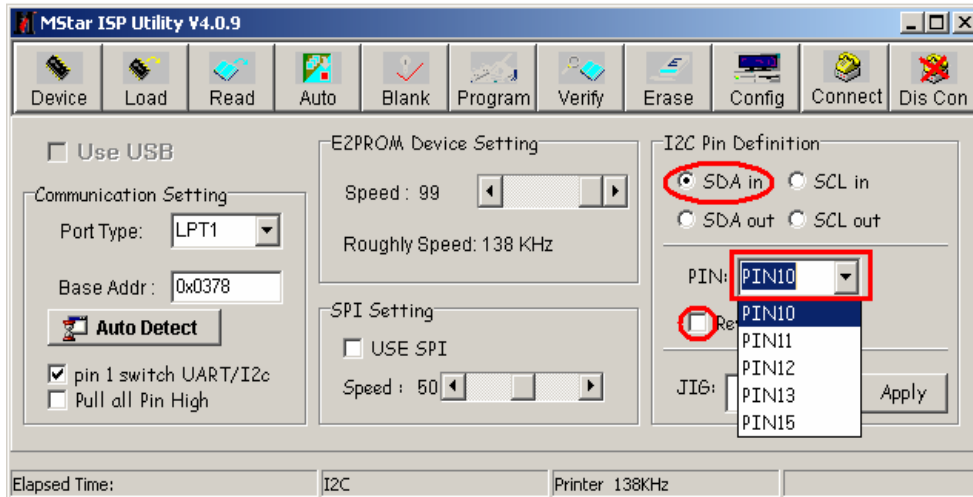 MStar ISP Utility V4.0.9
Device Load Read Auto Blank Program Verify Erase Config Connect Dis Con
Use USB
Communication Setting
Port Type: LPT1
Base Addr : 0x0378
Auto Detect
pin 1 switch UART/I2c
Pull all Pin High
E2PROM Device Setting
Speed : 99
Roughly Speed: 138 KHz
SPI Setting
USE SPI
Speed : 50
I2C Pin Definition
SDA in SCL in
SDA out SCL out
PIN: PIN10
PIN10
PIN11
PIN12
PIN13
PIN15
JIG: Apply
Elapsed Time: I2C Printer 138KHz